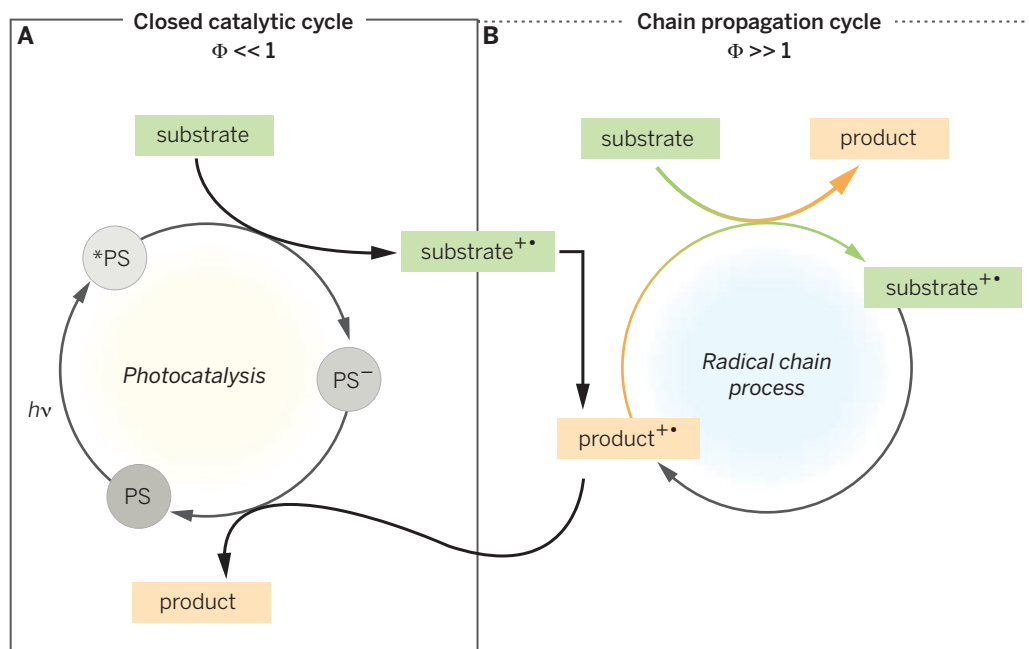 A
Closed catalytic cycle
Φ << 1
substrate
*PS
substrate⁺•
Photocatalysis
PS⁻
hν
PS
product
B
Chain propagation cycle
Φ >> 1
substrate
product
substrate⁺•
Radical chain
process
product⁺•